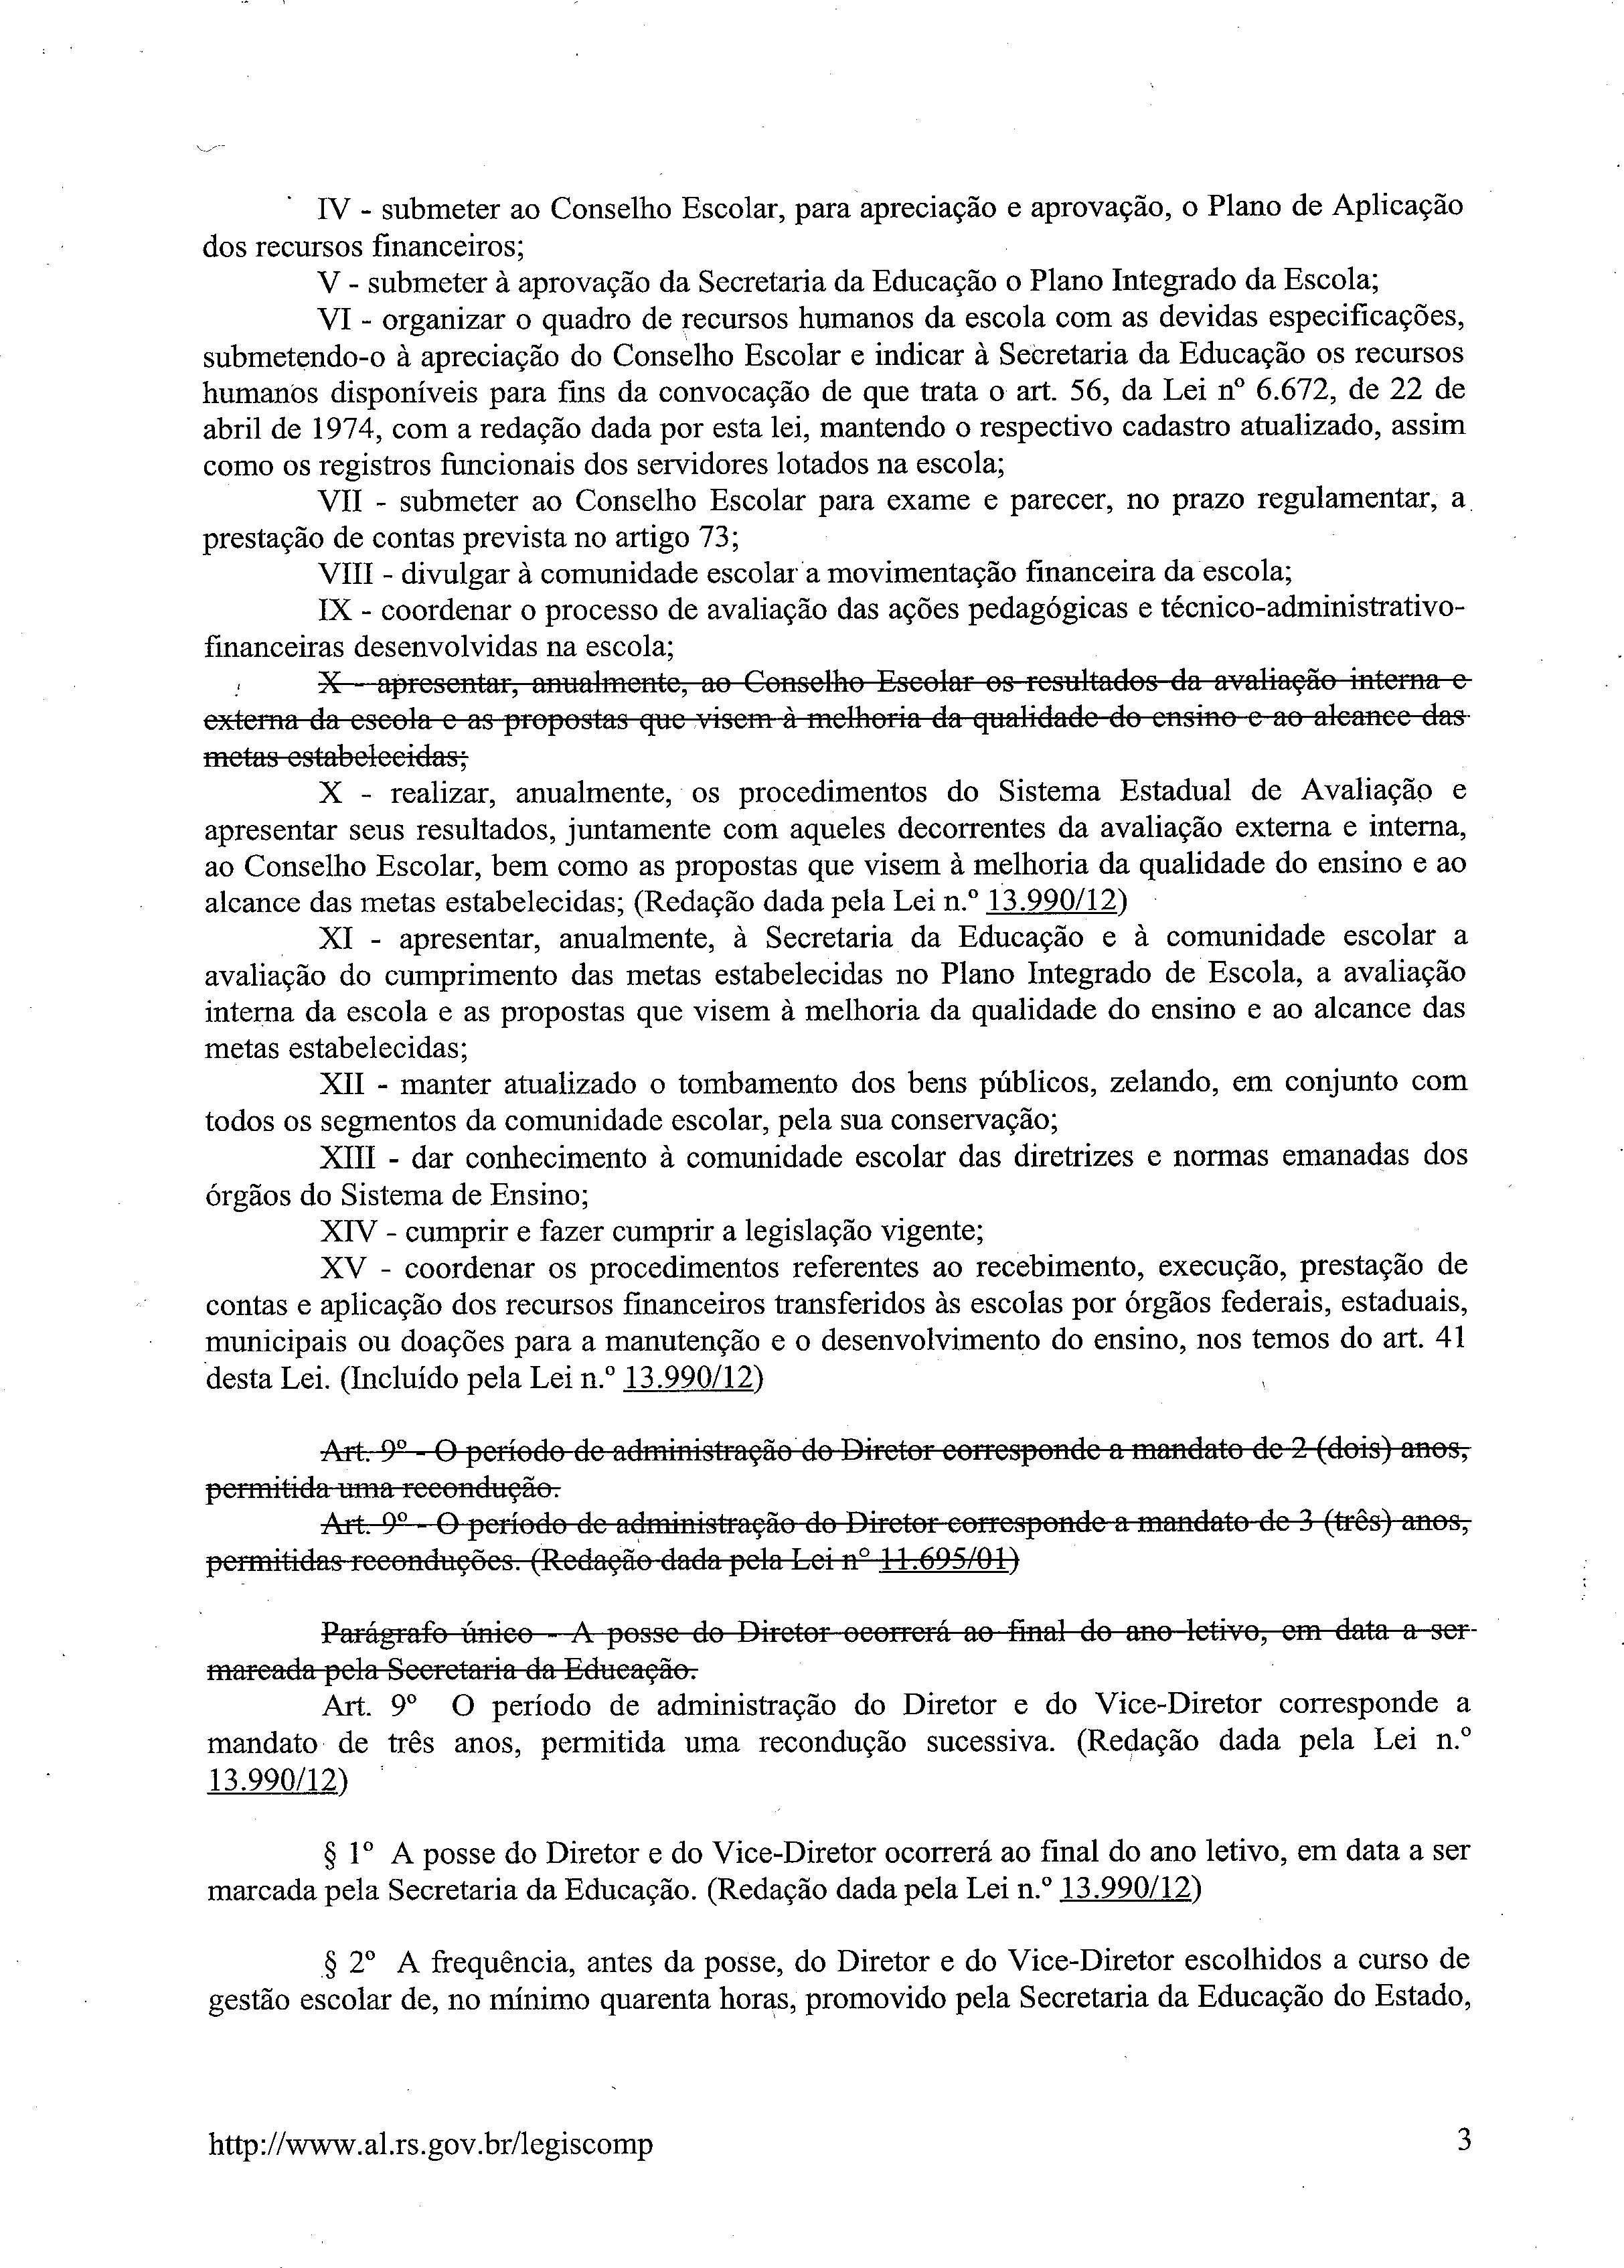 IV - submeter ao Conselho Escolar, para apreciação e aprovação, o Plano de Aplicação
dos recursos financeiros;
V - submeter à aprovação da Secretaria da Educação o Plano Integrado da Escola;
VI - organizar o quadro de recursos humanos da escola com as devidas especificações,
submetendo-o à apreciação do Conselho Escolar e indicar à Secretaria da Educação os recursos
humanos disponíveis para fins da convocação de que trata o art. 56, da Lei nº 6.672, de 22 de
abril de 1974, com a redação dada por esta lei, mantendo o respectivo cadastro atualizado, assim
como os registros funcionais dos servidores lotados na escola;
VII - submeter ao Conselho Escolar para exame e parecer, no prazo regulamentar, a
prestação de contas prevista no artigo 73;
VIII - divulgar à comunidade escolar a movimentação financeira da escola;
IX - coordenar o processo de avaliação das ações pedagógicas e técnico-administrativo-
financeiras desenvolvidas na escola;
X - apresentar, anualmente, ao Conselho Escolar os resultados da avaliação interna e
externa da escola e as propostas que visem à melhoria da qualidade do ensino e ao alcance das
metas estabelecidas;
X - realizar, anualmente, os procedimentos do Sistema Estadual de Avaliação e
apresentar seus resultados, juntamente com aqueles decorrentes da avaliação externa e interna,
ao Conselho Escolar, bem como as propostas que visem à melhoria da qualidade do ensino e ao
alcance das metas estabelecidas; (Redação dada pela Lei n.º 13.990/12)
XI - apresentar, anualmente, à Secretaria da Educação e à comunidade escolar a
avaliação do cumprimento das metas estabelecidas no Plano Integrado de Escola, a avaliação
interna da escola e as propostas que visem à melhoria da qualidade do ensino e ao alcance das
metas estabelecidas;
XII - manter atualizado o tombamento dos bens públicos, zelando, em conjunto com
todos os segmentos da comunidade escolar, pela sua conservação;
XIII - dar conhecimento à comunidade escolar das diretrizes e normas emanadas dos
órgãos do Sistema de Ensino;
XIV - cumprir e fazer cumprir a legislação vigente;
XV - coordenar os procedimentos referentes ao recebimento, execução, prestação de
contas e aplicação dos recursos financeiros transferidos às escolas por órgãos federais, estaduais,
municipais ou doações para a manutenção e o desenvolvimento do ensino, nos temos do art. 41
desta Lei. (Incluído pela Lei n.º 13.990/12)
Art. 9º - O período de administração do Diretor corresponde a mandato de 2 (dois) anos,
permitida uma recondução.
Art. 9º - O período de administração do Diretor corresponde a mandato de 3 (três) anos,
permitidas reconduções. (Redação dada pela Lei nº 11.695/01)
Parágrafo único - A posse do Diretor ocorrerá ao final do ano letivo, em data a ser
marcada pela Secretaria da Educação.
Art. 9º O período de administração do Diretor e do Vice-Diretor corresponde a
mandato de três anos, permitida uma recondução sucessiva. (Redação dada pela Lei n.º
13.990/12)
§ 1º A posse do Diretor e do Vice-Diretor ocorrerá ao final do ano letivo, em data a ser
marcada pela Secretaria da Educação. (Redação dada pela Lei n.º 13.990/12)
§ 2º A frequência, antes da posse, do Diretor e do Vice-Diretor escolhidos a curso de
gestão escolar de, no mínimo quarenta horas, promovido pela Secretaria da Educação do Estado,
http://www.al.rs.gov.br/legiscomp 3